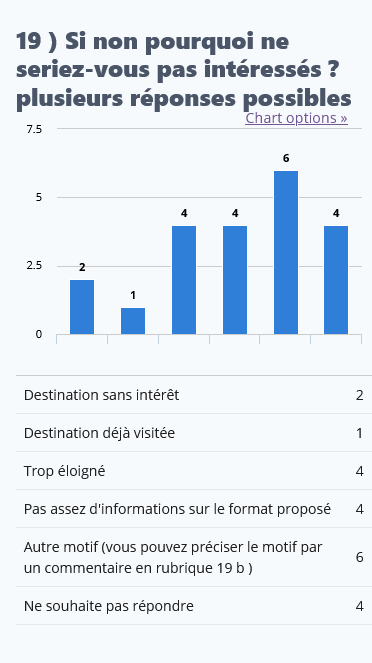 19 ) Si non pourquoi ne
seriez-vous pas intéressés ?
plusieurs réponses possibles
Chart options »
7.5
5
2.5
0
2
1
4
4
6
4
Destination sans intérêt 2
Destination déjà visitée 1
Trop éloigné 4
Pas assez d'informations sur le format proposé 4
Autre motif (vous pouvez préciser le motif par
un commentaire en rubrique 19 b ) 6
Ne souhaite pas répondre 4